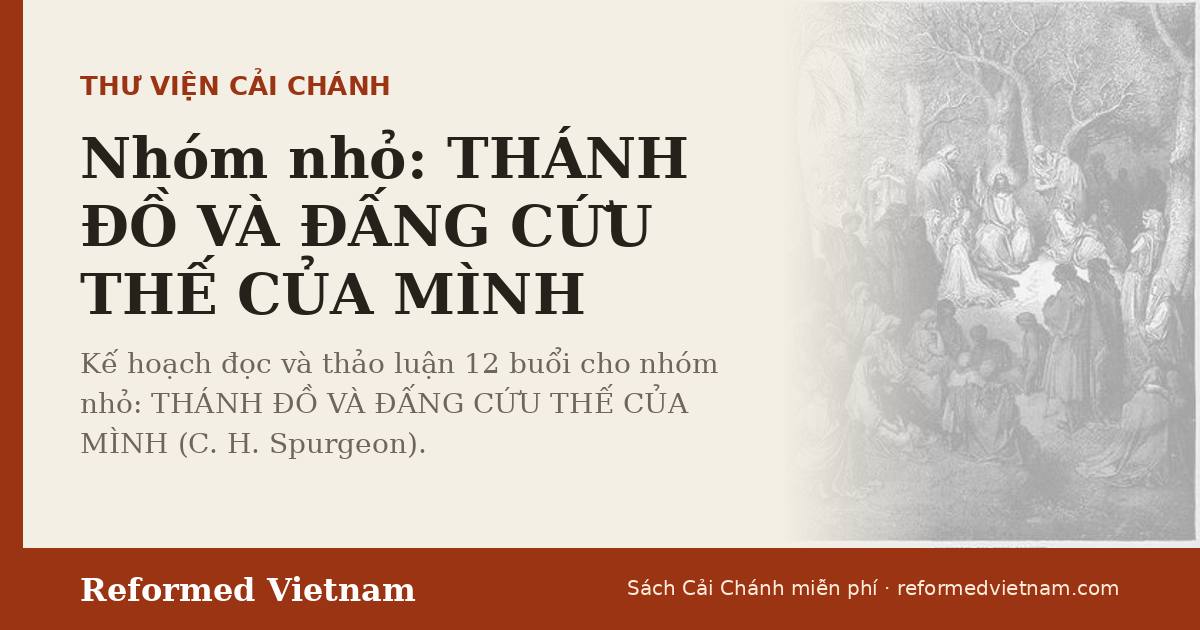 THƯ VIỆN CẢI CHÁNH
Nhóm nhỏ: THÁNH
ĐỒ VÀ ĐẤNG CỨU
THẾ CỦA MÌNH
Kế hoạch đọc và thảo luận 12 buổi cho nhóm
nhỏ: THÁNH ĐỒ VÀ ĐẤNG CỨU THẾ CỦA
MÌNH (C. H. Spurgeon).
Reformed Vietnam
Sách Cải Chánh miễn phí · reformedvietnam.com